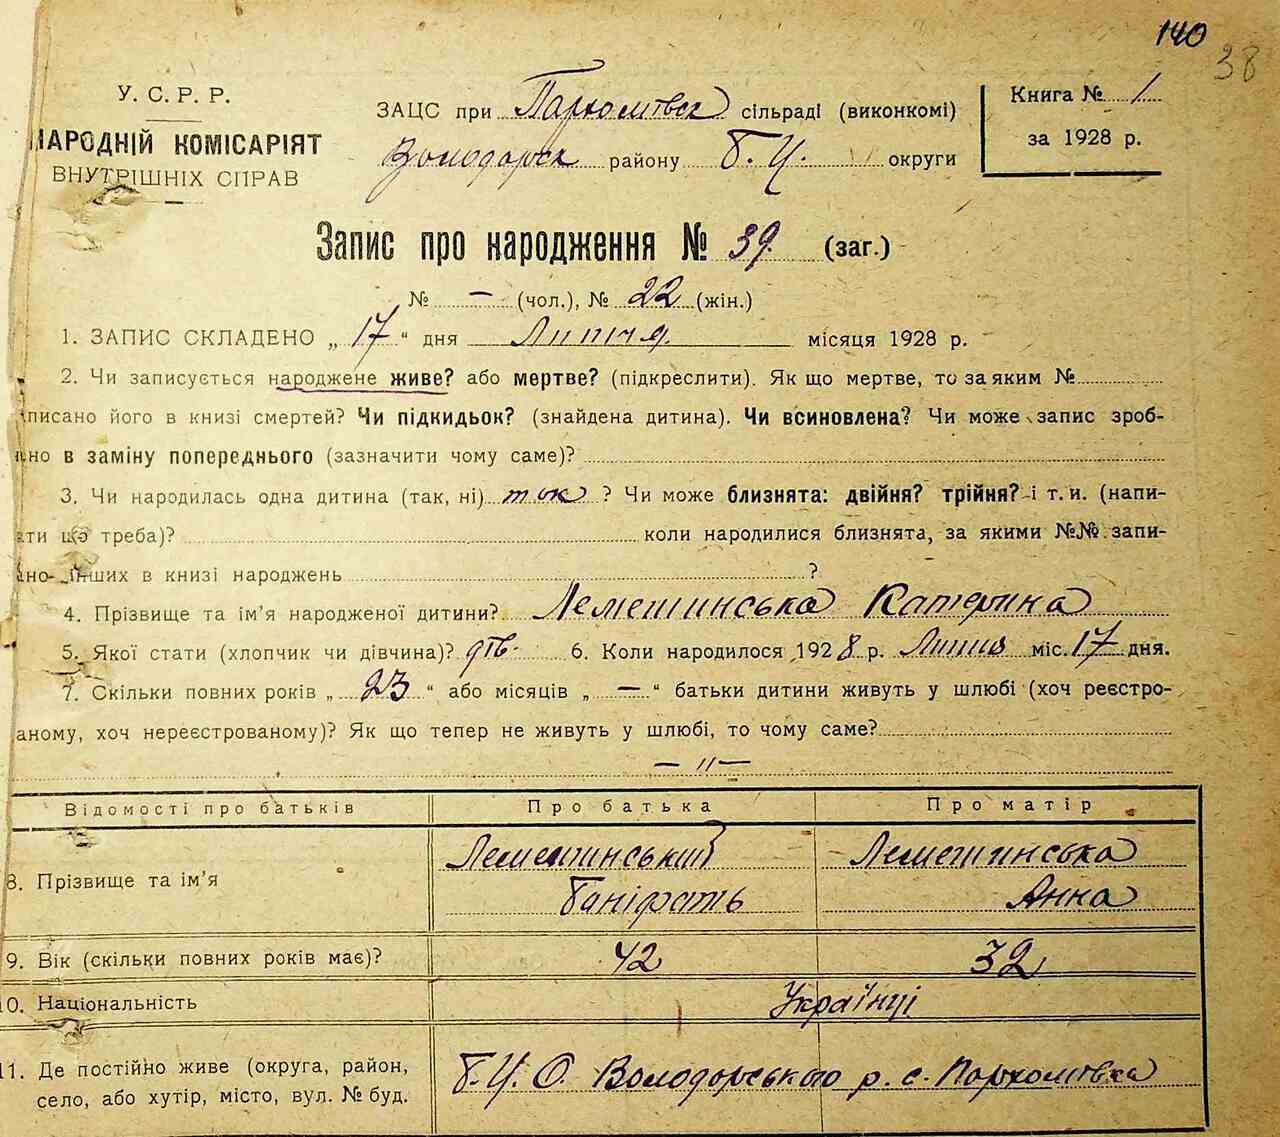 140
38
У. С. Р. Р.
НАРОДНІЙ КОМІСАРІЯТ
ВНУТРІШНІХ СПРАВ
ЗАЦС при Пархомівск сільраді (виконкомі)
Володарск району Б. Ц. округи
Книга № 1
за 1928 р.
Запис про народження № 39. (заг.)
№ — (чол.), № 22 (жін.)
1. ЗАПИС СКЛАДЕНО „ 17 “ дня Липня місяця 1928 р.
2. Чи записується народжене живе? або мертве? (підкреслити). Як що мертве, то за яким №
писано його в книзі смертей? Чи підкидьок? (знайдена дитина). Чи всиновлена? Чи може запис зроб-
но в заміну попереднього (зазначити чому саме)?
3. Чи народилась одна дитина (так, ні) так ? Чи може близнята: двійня? трійня? і т. и. (напи-
ти що треба)? коли народилися близнята, за якими №№ запи-
но інших в книзі народжень ?
4. Прізвище та ім’я народженої дитини? Лемешинська Катерина
5. Якої стати (хлопчик чи дівчина)? дів. 6. Коли народилося 1928 р. Липня міс. 17 дня.
7. Скільки повних років „ 23 “ або місяців „ — “ батьки дитини живуть у шлюбі (хоч реєстро-
аному, хоч нереєстрованому)? Як що тепер не живуть у шлюбі, то чому саме?
— " —
Відомості про батьків Про батька Про матір
8. Прізвище та ім’я Лемешинський Лемешинська
Анна
9. Вік (скільки повних років має)? 42 32
10. Національність Українці
11. Де постійно живе (округа, район, Б. Ц. О. Володарського р. с. Пархомівка
село, або хутір, місто, вул. № буд.